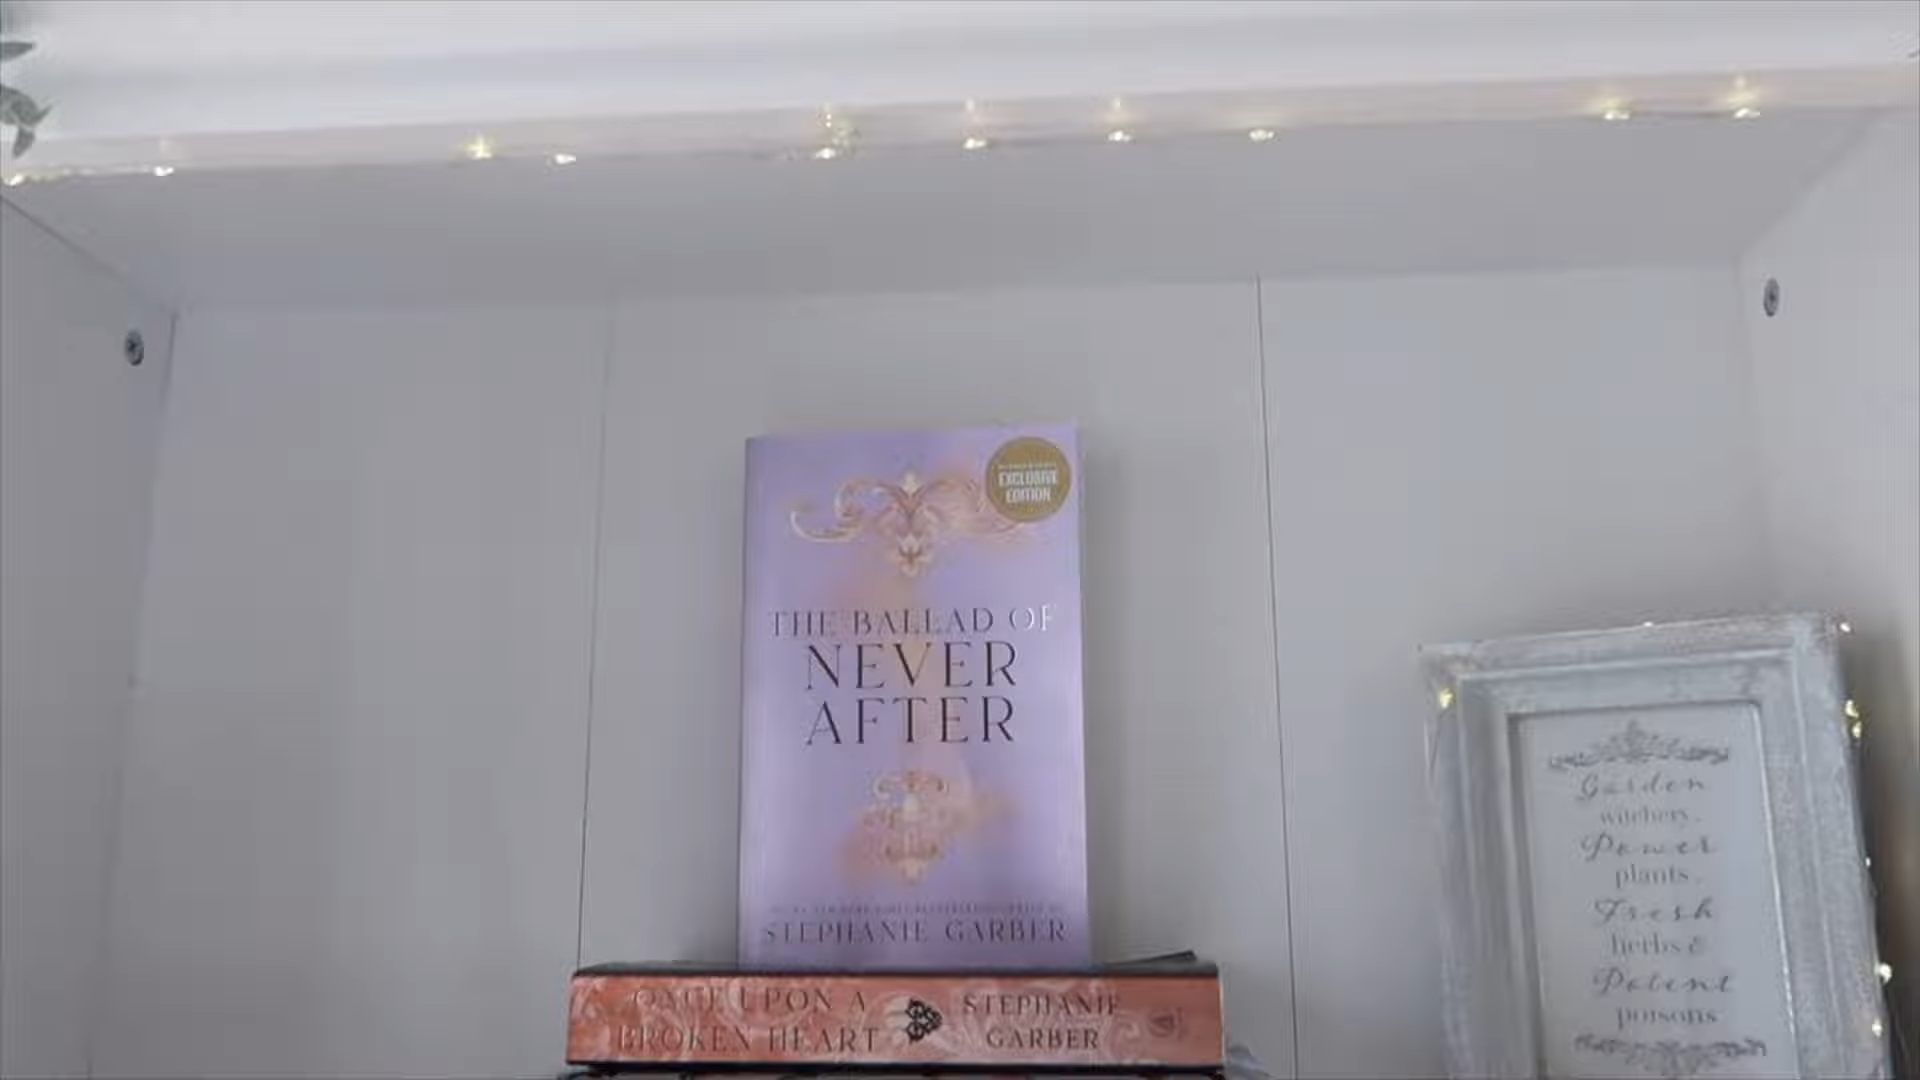 EXCLUSIVE
EDITION
THE BALLAD OF
NEVER
AFTER
STEPHANIE GARBER
ONCE UPON A
BROKEN HEART
STEPHANIE
GARBER
Garden
witchery.
Power
plants.
Fresh
herbs &
Potent
poisons